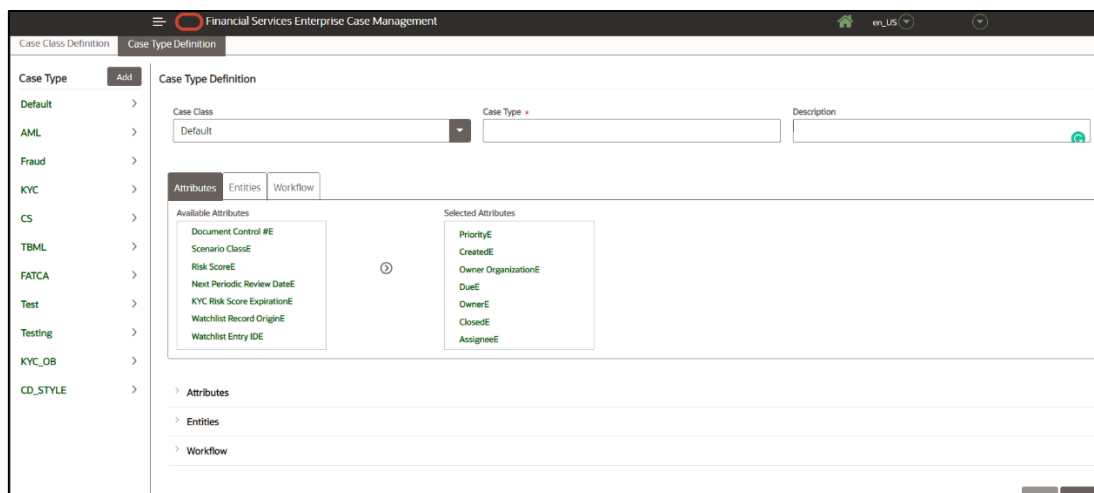 Financial Services Enterprise Case Management
en_US
Case Class Definition
Case Type Definition
Case Type
Add
Default
AML
Fraud
KYC
CS
TBML
FATCA
Test
Testing
KYC_OB
CD_STYLE
Case Type Definition
Case Class
Default
Case Type *
Description
Attributes
Entities
Workflow
Available Attributes
Document Control #E
Scenario ClassE
Risk ScoreE
Next Periodic Review DateE
KYC Risk Score ExpirationE
Watchlist Record OriginE
Watchlist Entry IDE
Selected Attributes
PriorityE
CreatedE
Owner OrganizationE
DueE
OwnerE
ClosedE
AssigneeE
Attributes
Entities
Workflow